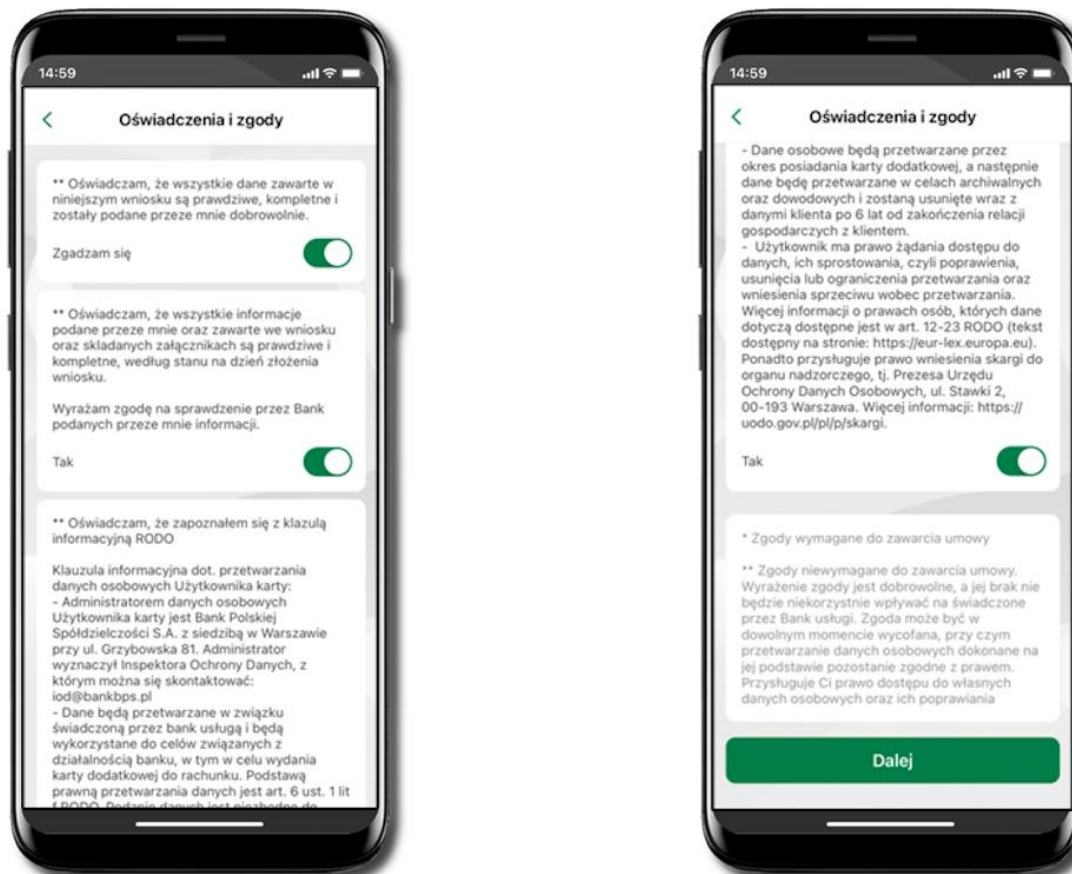 14:59
Oświadczenia i zgody
** Oświadczam, że wszystkie dane zawarte w
niniejszym wniosku są prawdziwe, kompletne i
zostały podane przeze mnie dobrowolnie.
Zgadzam się
** Oświadczam, że wszystkie informacje
podane przeze mnie oraz zawarte we wniosku
oraz skladanych załącznikach są prawdziwe i
kompletne, według stanu na dzień złożenia
wniosku.
Wyrażam zgodę na sprawdzenie przez Bank
podanych przeze mnie informacji.
Tak
** Oświadczam, że zapoznałem się z klazulą
informacyjną RODO
Klauzula informacyjna dot. przetwarzania
danych osobowych Użytkownika karty:
- Administratorem danych osobowych
Użytkownika karty jest Bank Polskiej
Spółdzielczości S.A. z siedzibą w Warszawie
przy ul. Grzybowska 81. Administrator
wyznaczył Inspektora Ochrony Danych, z
którym można się skontaktować:
iod@bankbps.pl
- Dane będą przetwarzane w związku
świadczoną przez bank usługą i będą
wykorzystane do celów związanych z
działalnością banku, w tym w celu wydania
karty dodatkowej do rachunku. Podstawą
prawną przetwarzania danych jest art. 6 ust. 1 lit
f RODO. Podanie danych jest niezbędne do
14:59
Oświadczenia i zgody
- Dane osobowe będą przetwarzane przez
okres posiadania karty dodatkowej, a następnie
dane będę przetwarzane w celach archiwalnych
oraz dowodowych i zostaną usunięte wraz z
danymi klienta po 6 lat od zakończenia relacji
gospodarczych z klientem.
- Użytkownik ma prawo żądania dostępu do
danych, ich sprostowania, czyli poprawienia,
usunięcia lub ograniczenia przetwarzania oraz
wniesienia sprzeciwu wobec przetwarzania.
Więcej informacji o prawach osób, których dane
dotyczą dostępne jest w art. 12-23 RODO (tekst
dostępny na stronie: https://eur-lex.europa.eu).
Ponadto przysługuje prawo wniesienia skargi do
organu nadzorczego, tj. Prezesa Urzędu
Ochrony Danych Osobowych, ul. Stawki 2,
00-193 Warszawa. Więcej informacji: https://
uodo.gov.pl/pl/p/skargi.
Tak
* Zgody wymagane do zawarcia umowy
** Zgody niewymagane do zawarcia umowy.
Wyrażenie zgody jest dobrowolne, a jej brak nie
będzie niekorzystnie wpływać na świadczone
przez Bank usługi. Zgoda może być w
dowolnym momencie wycofana, przy czym
przetwarzanie danych osobowych dokonane na
jej podstawie pozostanie zgodne z prawem.
Przysługuje Ci prawo dostępu do własnych
danych osobowych oraz ich poprawiania
Dalej